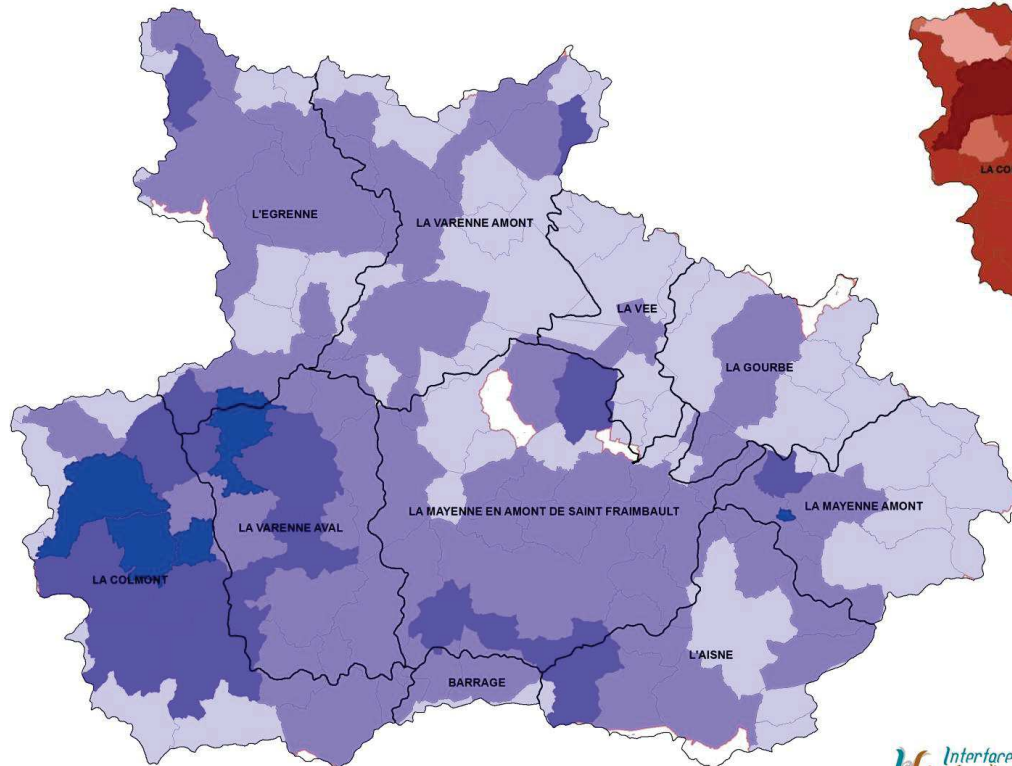 L'EGRENNE
LA VARENNE AMONT
LA VEE
LA GOURBE
LA MAYENNE EN AMONT DE SAINT FRAIMBAULT
LA MAYENNE AMONT
LA VARENNE AVAL
LA COLMONT
L'AISNE
BARRAGE
LA CO
Interface